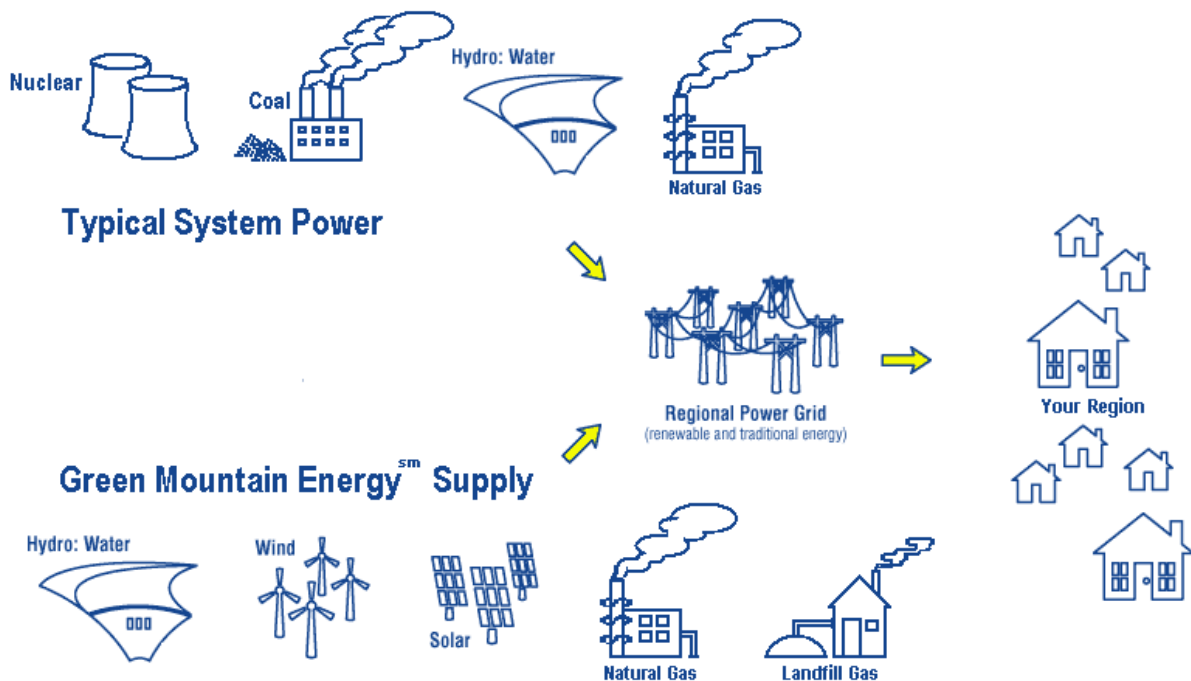 Nuclear
Coal
Hydro: Water
Natural Gas
Typical System Power
Regional Power Grid
(renewable and traditional energy)
Your Region
Green Mountain Energy℠ Supply
Hydro: Water
Wind
Solar
Natural Gas
Landfill Gas